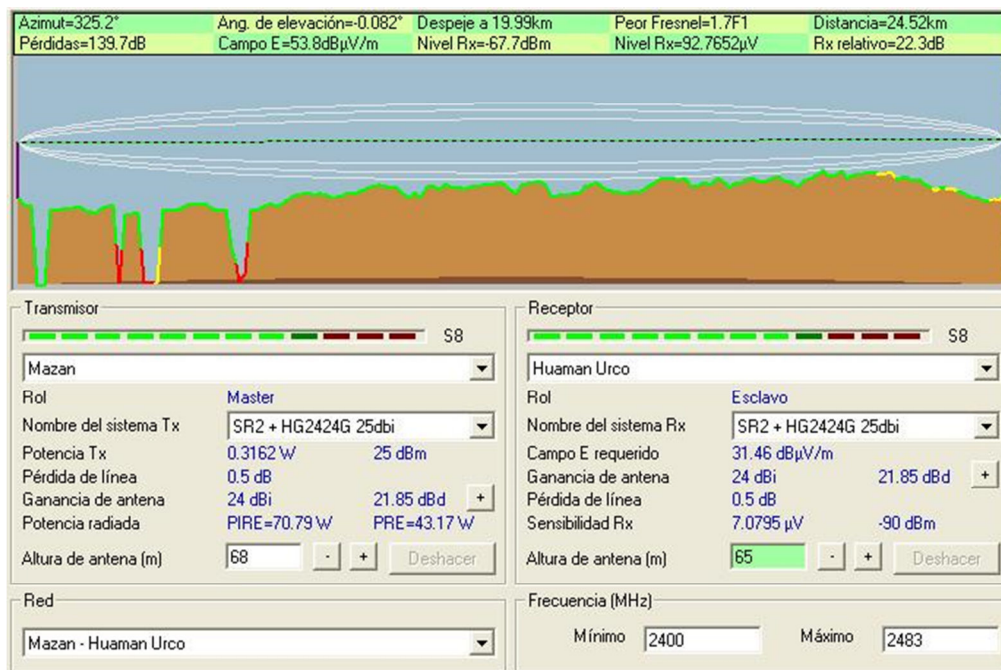 Azimut=325.2° Ang. de elevación=-0.082° Despeje a 19.99km Peor Fresnel=1.7F1 Distancia=24.52km
Pérdidas=139.7dB Campo E=53.8dBµV/m Nivel Rx=-67.7dBm Nivel Rx=92.7652µV Rx relativo=22.3dB
Transmisor
S8
Mazan
Rol Master
Nombre del sistema Tx SR2 + HG2424G 25dbi
Potencia Tx 0.3162 W 25 dBm
Pérdida de línea 0.5 dB
Ganancia de antena 24 dBi 21.85 dBd +
Potencia radiada PIRE=70.79 W PRE=43.17 W
Altura de antena (m) 68 - + Deshacer
Red
Mazan - Huaman Urco
Receptor
S8
Huaman Urco
Rol Esclavo
Nombre del sistema Rx SR2 + HG2424G 25dbi
Campo E requerido 31.46 dBµV/m
Ganancia de antena 24 dBi 21.85 dBd +
Pérdida de línea 0.5 dB
Sensibilidad Rx 7.0795 µV -90 dBm
Altura de antena (m) 65 - + Deshacer
Frecuencia (MHz)
Mínimo 2400 Máximo 2483